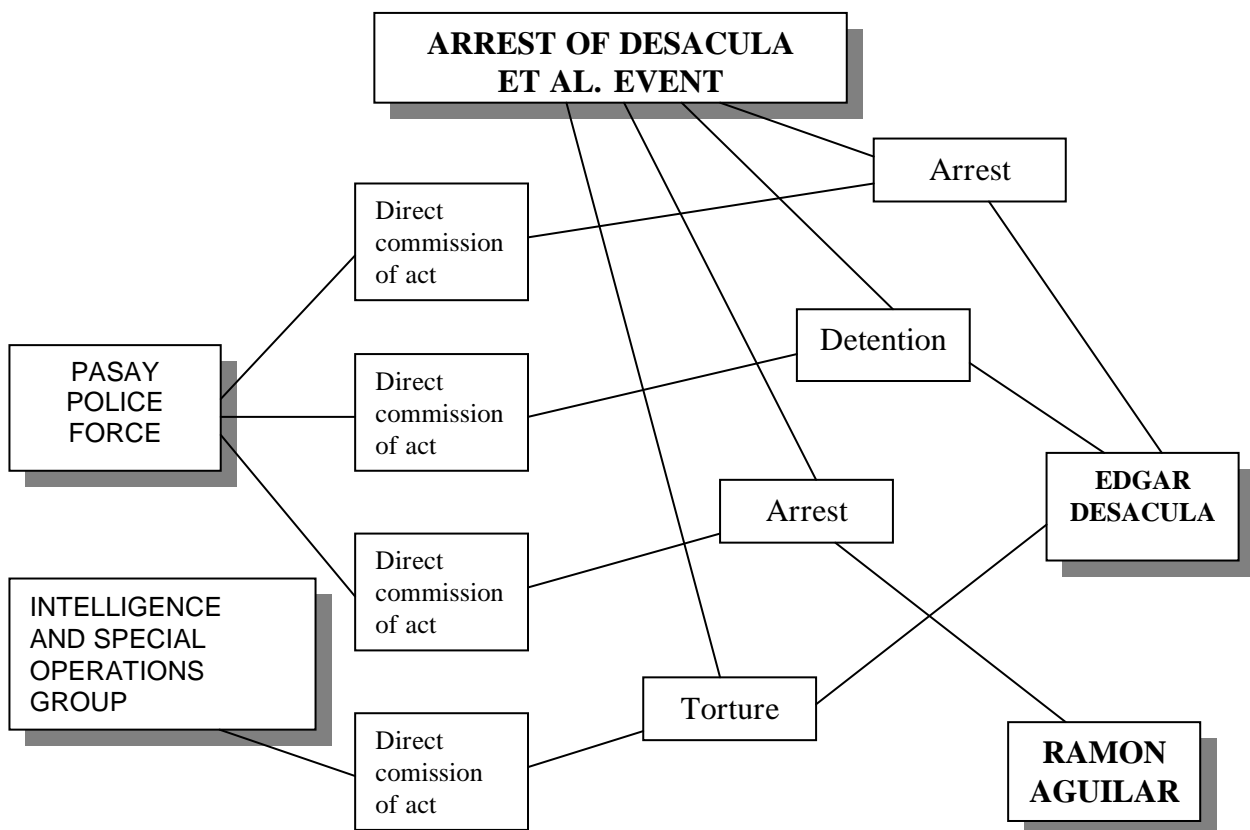 ARREST OF DESACULA
ET AL. EVENT
Arrest
Direct
commission
of act
Detention
PASAY
POLICE
FORCE
Direct
commission
of act
EDGAR
DESACULA
Arrest
Direct
commission
of act
INTELLIGENCE
AND SPECIAL
OPERATIONS
GROUP
Torture
Direct
comission
of act
RAMON
AGUILAR